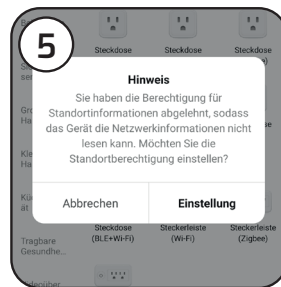 5
Steckdose
Steckdose
Steckdose
Hinweis
Sie haben die Berechtigung für
Standortinformationen abgelehnt, sodass
das Gerät die Netzwerkinformationen nicht
lesen kann. Möchten Sie die
Standortberechtigung einstellen?
Abbrechen
Einstellung
Steckdose
(BLE+Wi-Fi)
Steckerleiste
(Wi-Fi)
Steckerleiste
(Zigbee)
Tragbare
Gesundhe...